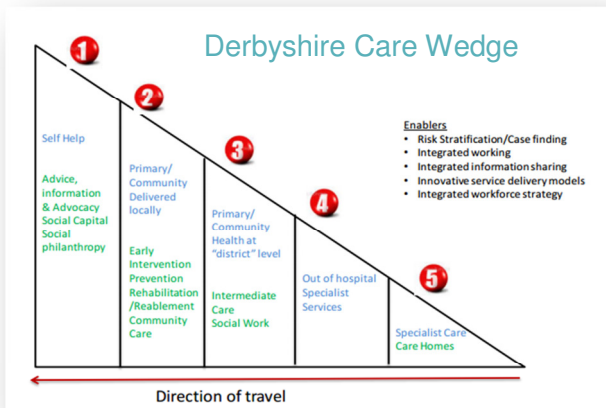 Derbyshire Care Wedge
1
2
3
4
5
Self Help
Advice,
information
& Advocacy
Social Capital
Social
philanthropy
Primary/
Community
Delivered
locally
Early
Intervention
Prevention
Rehabilitation
/Reablement
Community
Care
Primary/
Community
Health at
"district" level
Intermediate
Care
Social Work
Out of hospital
Specialist
Services
Specialist Care
Care Homes
Enablers
• Risk Stratification/Case finding
• Integrated working
• Integrated information sharing
• Innovative service delivery models
• Integrated workforce strategy
Direction of travel